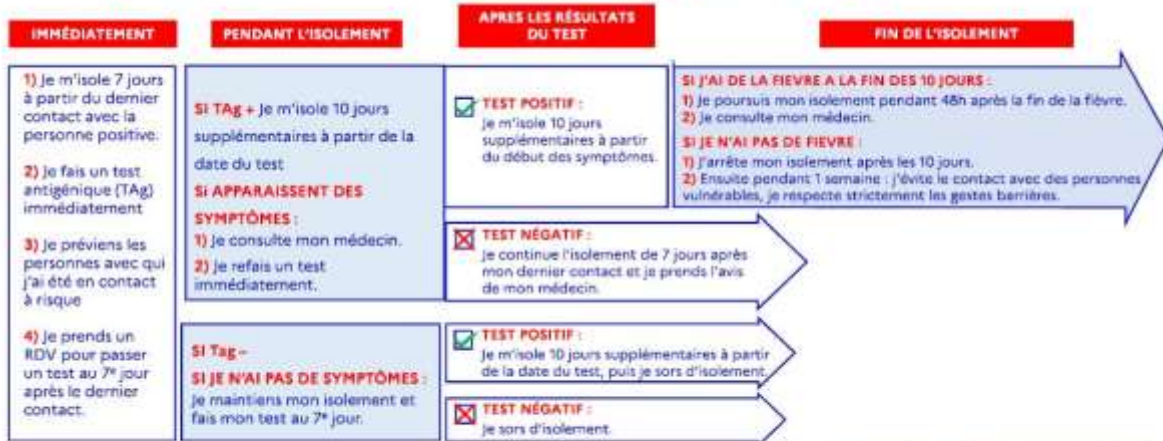 IMMÉDIATEMENT
1) Je m'isole 7 jours
à partir du dernier
contact avec la
personne positive.
2) Je fais un test
antigénique (TAg)
immédiatement
3) Je préviens les
personnes avec qui
j'ai été en contact
à risque
4) Je prends un
RDV pour passer
un test au 7e jour
après le dernier
contact.
PENDANT L'ISOLEMENT
SI TAg + Je m'isole 10 jours
supplémentaires à partir de la
date du test
Si APPARAISSENT DES
SYMPTÔMES :
1) Je consulte mon médecin.
2) Je refais un test
immédiatement.
SI Tag –
SI JE N'AI PAS DE SYMPTÔMES :
Je maintiens mon isolement et
fais mon test au 7e jour.
APRES LES RÉSULTATS
DU TEST
TEST POSITIF :
Je m'isole 10 jours
supplémentaires à partir
du début des symptômes.
TEST NÉGATIF :
Je continue l'isolement de 7 jours après
mon dernier contact et je prends l'avis
de mon médecin.
TEST POSITIF :
Je m'isole 10 jours supplémentaires à partir
de la date du test, puis je sors d'isolement.
TEST NÉGATIF :
Je sors d'isolement.
FIN DE L'ISOLEMENT
SI J'AI DE LA FIEVRE A LA FIN DES 10 JOURS :
1) Je poursuis mon isolement pendant 48h après la fin de la fièvre.
2) Je consulte mon médecin.
SI JE N'AI PAS DE FIEVRE :
1) J'arrête mon isolement après les 10 jours.
2) Ensuite pendant 1 semaine : j'évite le contact avec des personnes
vulnérables, je respecte strictement les gestes barrières.